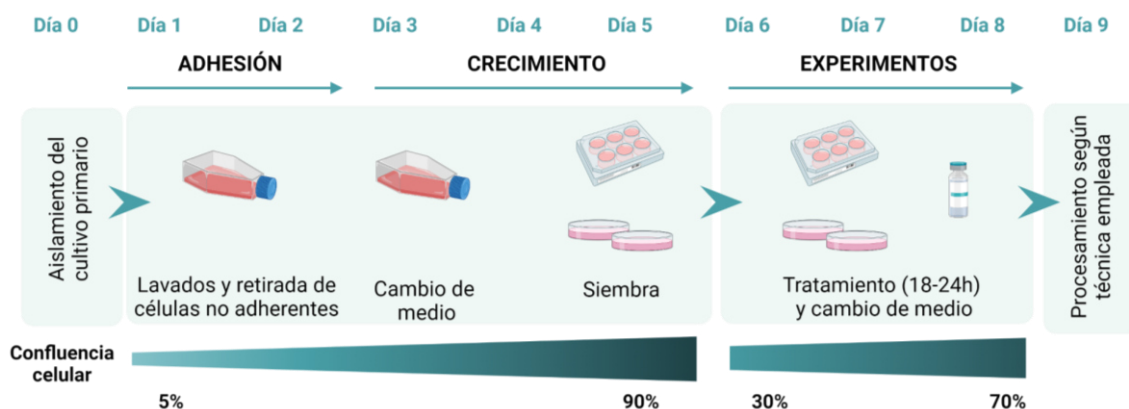 Día 0 Día 1 Día 2 Día 3 Día 4 Día 5 Día 6 Día 7 Día 8 Día 9
ADHESIÓN CRECIMIENTO EXPERIMENTOS
Aislamiento del
cultivo primario
Lavados y retirada de
células no adherentes
Cambio de
medio
Siembra
Tratamiento (18-24h)
y cambio de medio
Procesamiento según
técnica empleada
Confluencia
celular
5% 90% 30% 70%